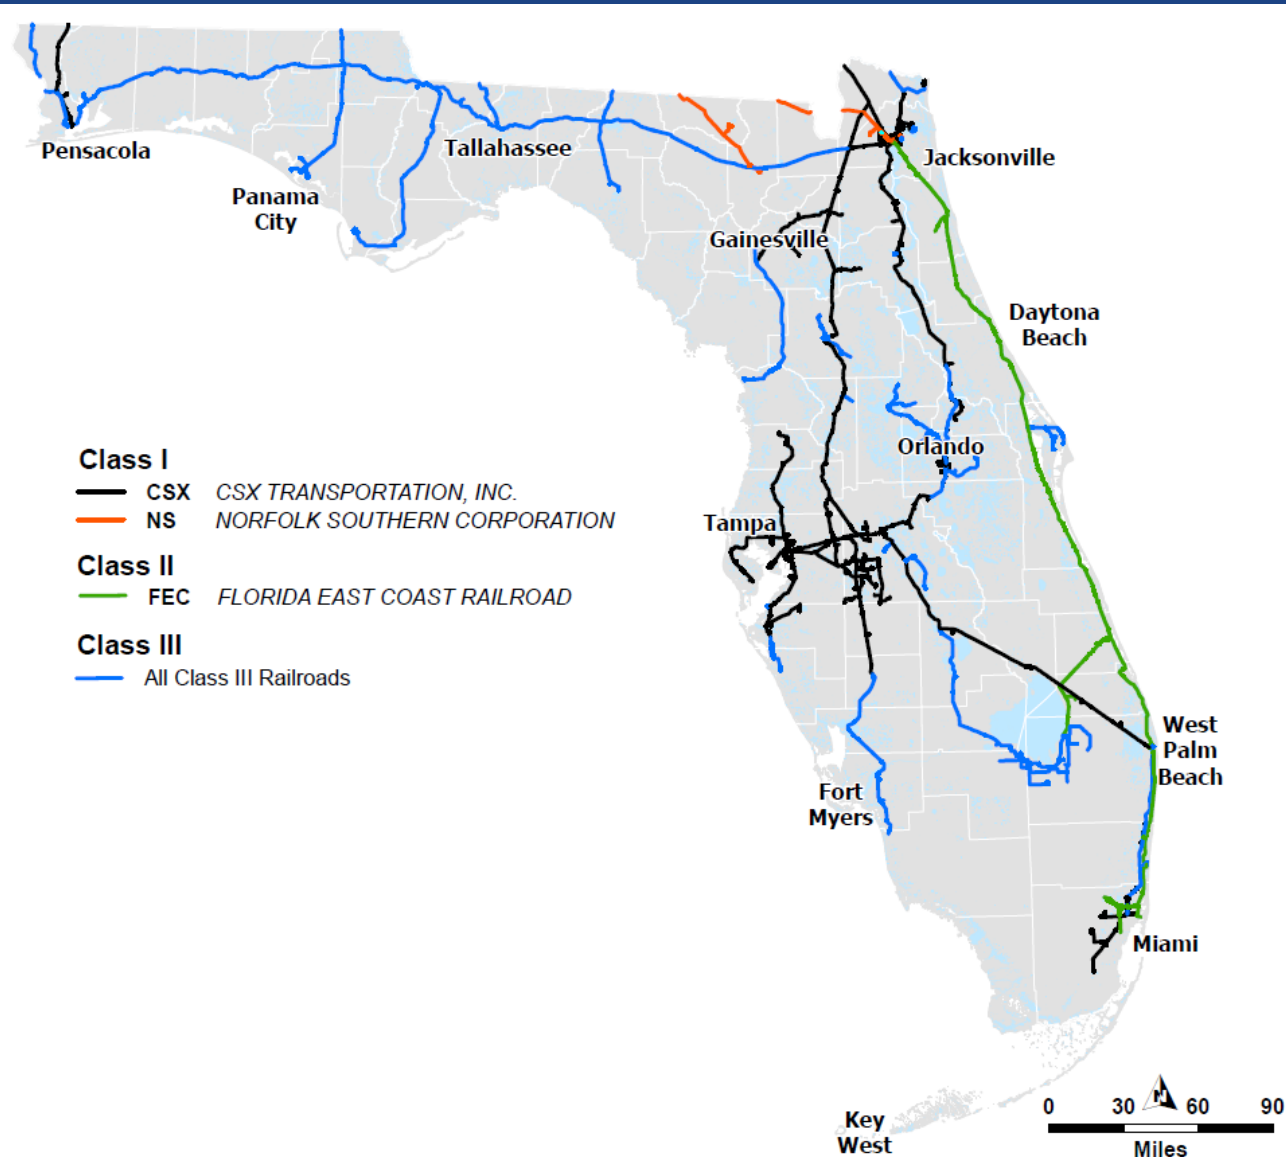 Pensacola
Tallahassee
Jacksonville
Panama
City
Gainesville
Daytona
Beach
Orlando
Class I
CSX CSX TRANSPORTATION, INC.
NS NORFOLK SOUTHERN CORPORATION
Tampa
Class II
FEC FLORIDA EAST COAST RAILROAD
Class III
All Class III Railroads
West
Palm
Beach
Fort
Myers
Miami
Key
West
N
0 30 60 90
Miles